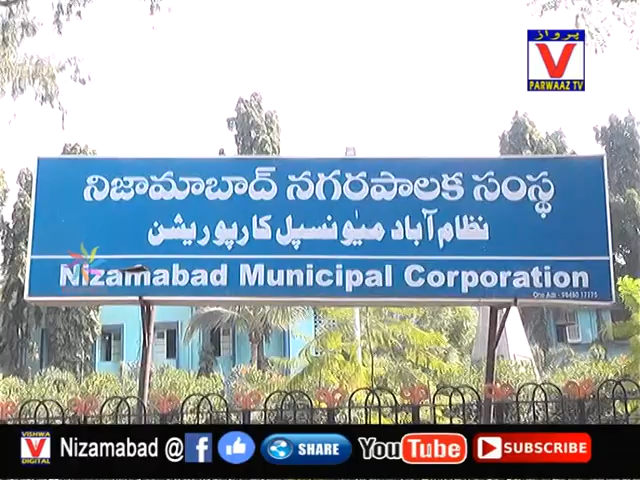 پرواز
V
PARWAAZ TV
నిజామాబాద్ నగరపాలక సంస్థ
نظام آباد میونسپل کارپوریشن
Nizamabad Municipal Corporation
VISHWA
V
DIGITAL
Nizamabad @ f SHARE YouTube SUBSCRIBE